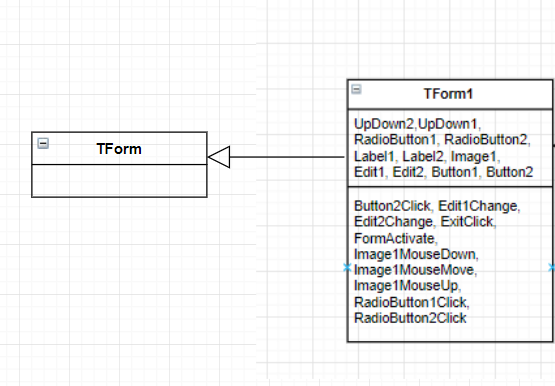 TForm
TForm1
UpDown2,UpDown1,
RadioButton1, RadioButton2,
Label1, Label2, Image1,
Edit1, Edit2, Button1, Button2
Button2Click, Edit1Change,
Edit2Change, ExitClick,
FormActivate,
Image1MouseDown,
Image1MouseMove,
Image1MouseUp,
RadioButton1Click,
RadioButton2Click